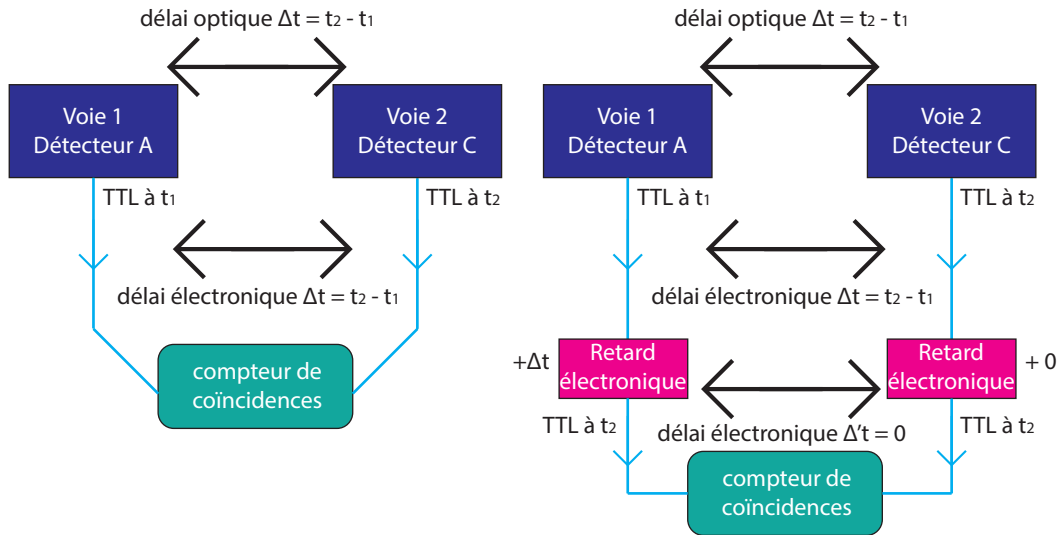 délai optique Δt = t2 - t1
Voie 1
Détecteur A
Voie 2
Détecteur C
TTL à t1
TTL à t2
délai électronique Δt = t2 - t1
compteur de
coïncidences
délai optique Δt = t2 - t1
Voie 1
Détecteur A
Voie 2
Détecteur C
TTL à t1
TTL à t2
délai électronique Δt = t2 - t1
+Δt
Retard
électronique
Retard
électronique
+ 0
TTL à t2
délai électronique Δ't = 0
TTL à t2
compteur de
coïncidences